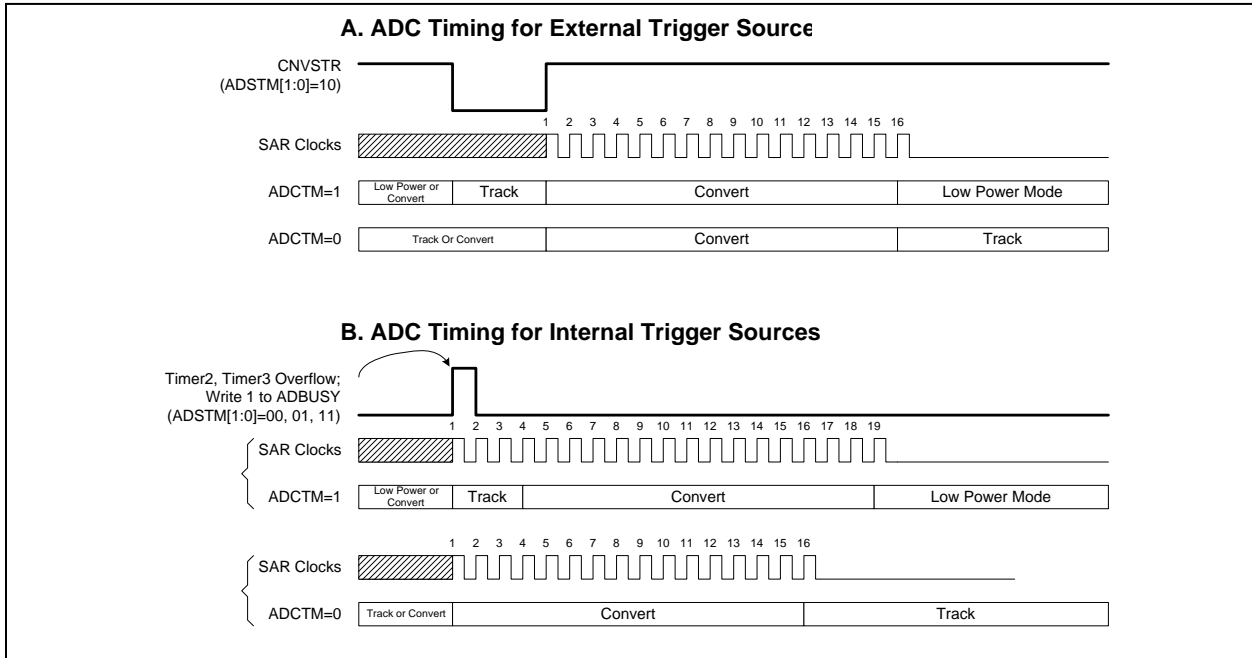 A. ADC Timing for External Trigger Source
CNVSTR
(ADSTM[1:0]=10)
1 2 3 4 5 6 7 8 9 10 11 12 13 14 15 16
SAR Clocks
ADCTM=1
Low Power or
Convert
Track
Convert
Low Power Mode
ADCTM=0
Track Or Convert
Convert
Track
B. ADC Timing for Internal Trigger Sources
Timer2, Timer3 Overflow;
Write 1 to ADBUSY
(ADSTM[1:0]=00, 01, 11)
1 2 3 4 5 6 7 8 9 10 11 12 13 14 15 16 17 18 19
SAR Clocks
ADCTM=1
Low Power or
Convert
Track
Convert
Low Power Mode
1 2 3 4 5 6 7 8 9 10 11 12 13 14 15 16
SAR Clocks
ADCTM=0
Track or Convert
Convert
Track